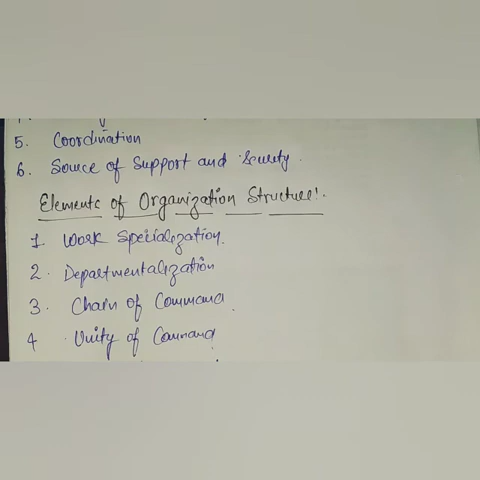 5. Coordination
6. Source of Support and Security.
Elements of Organization Structure:
1 Work Specialization.
2. Departmentalization
3. Chain of Command.
4 Unity of Command